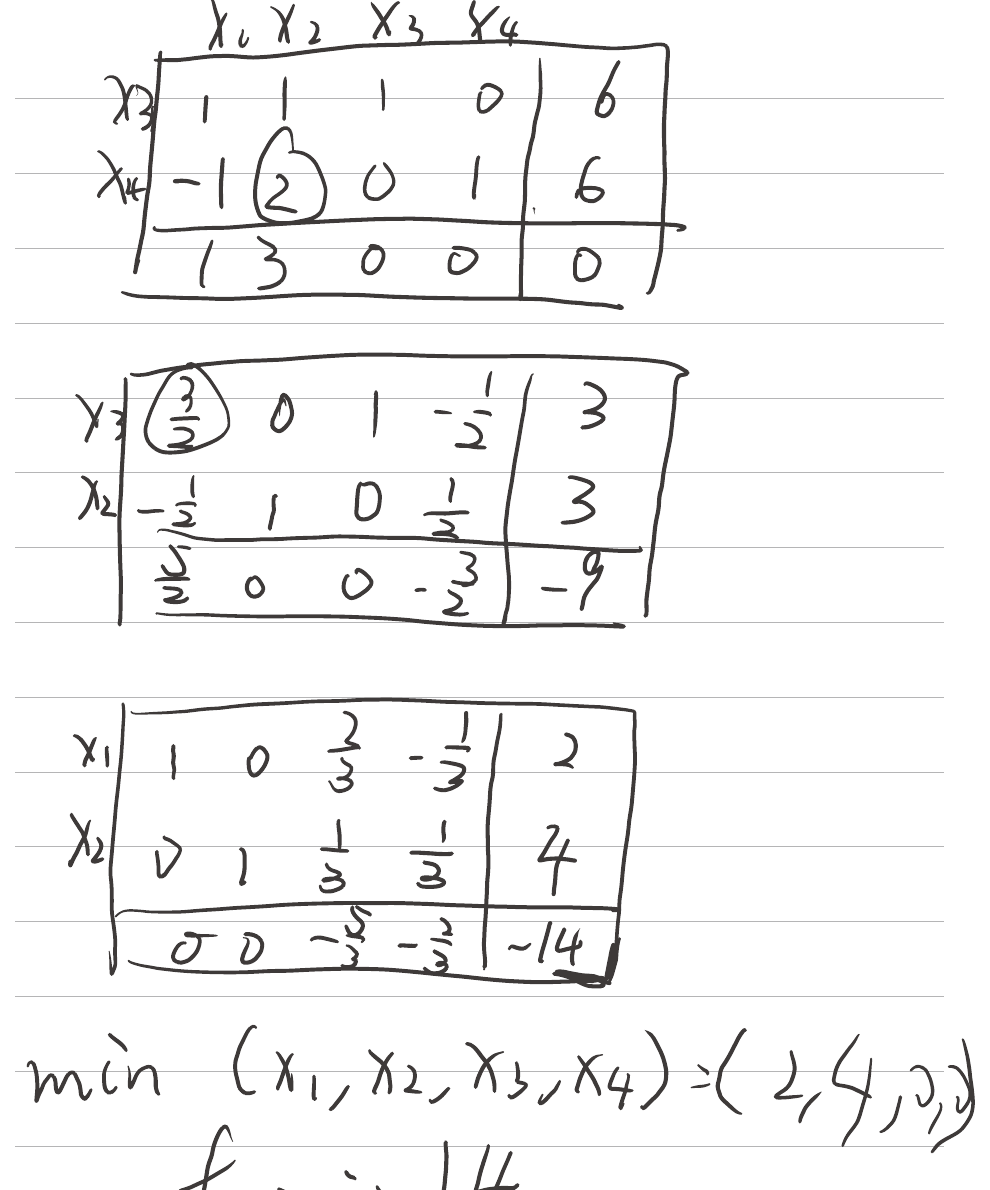 x₁ x₂ x₃ x₄
x₃ 1 1 1 0 6
x₄ -1 2 0 1 6
1 3 0 0 0
x₃ 3/2 0 1 -1/2 3
x₂ -1/2 1 0 1/2 3
5/2 0 0 -3/2 -9
x₁ 1 0 2/3 -1/3 2
x₂ 0 1 1/3 1/3 4
0 0 -5/3 -2/3 -14
min (x₁, x₂, x₃, x₄) = (2, 4, 0, 0)